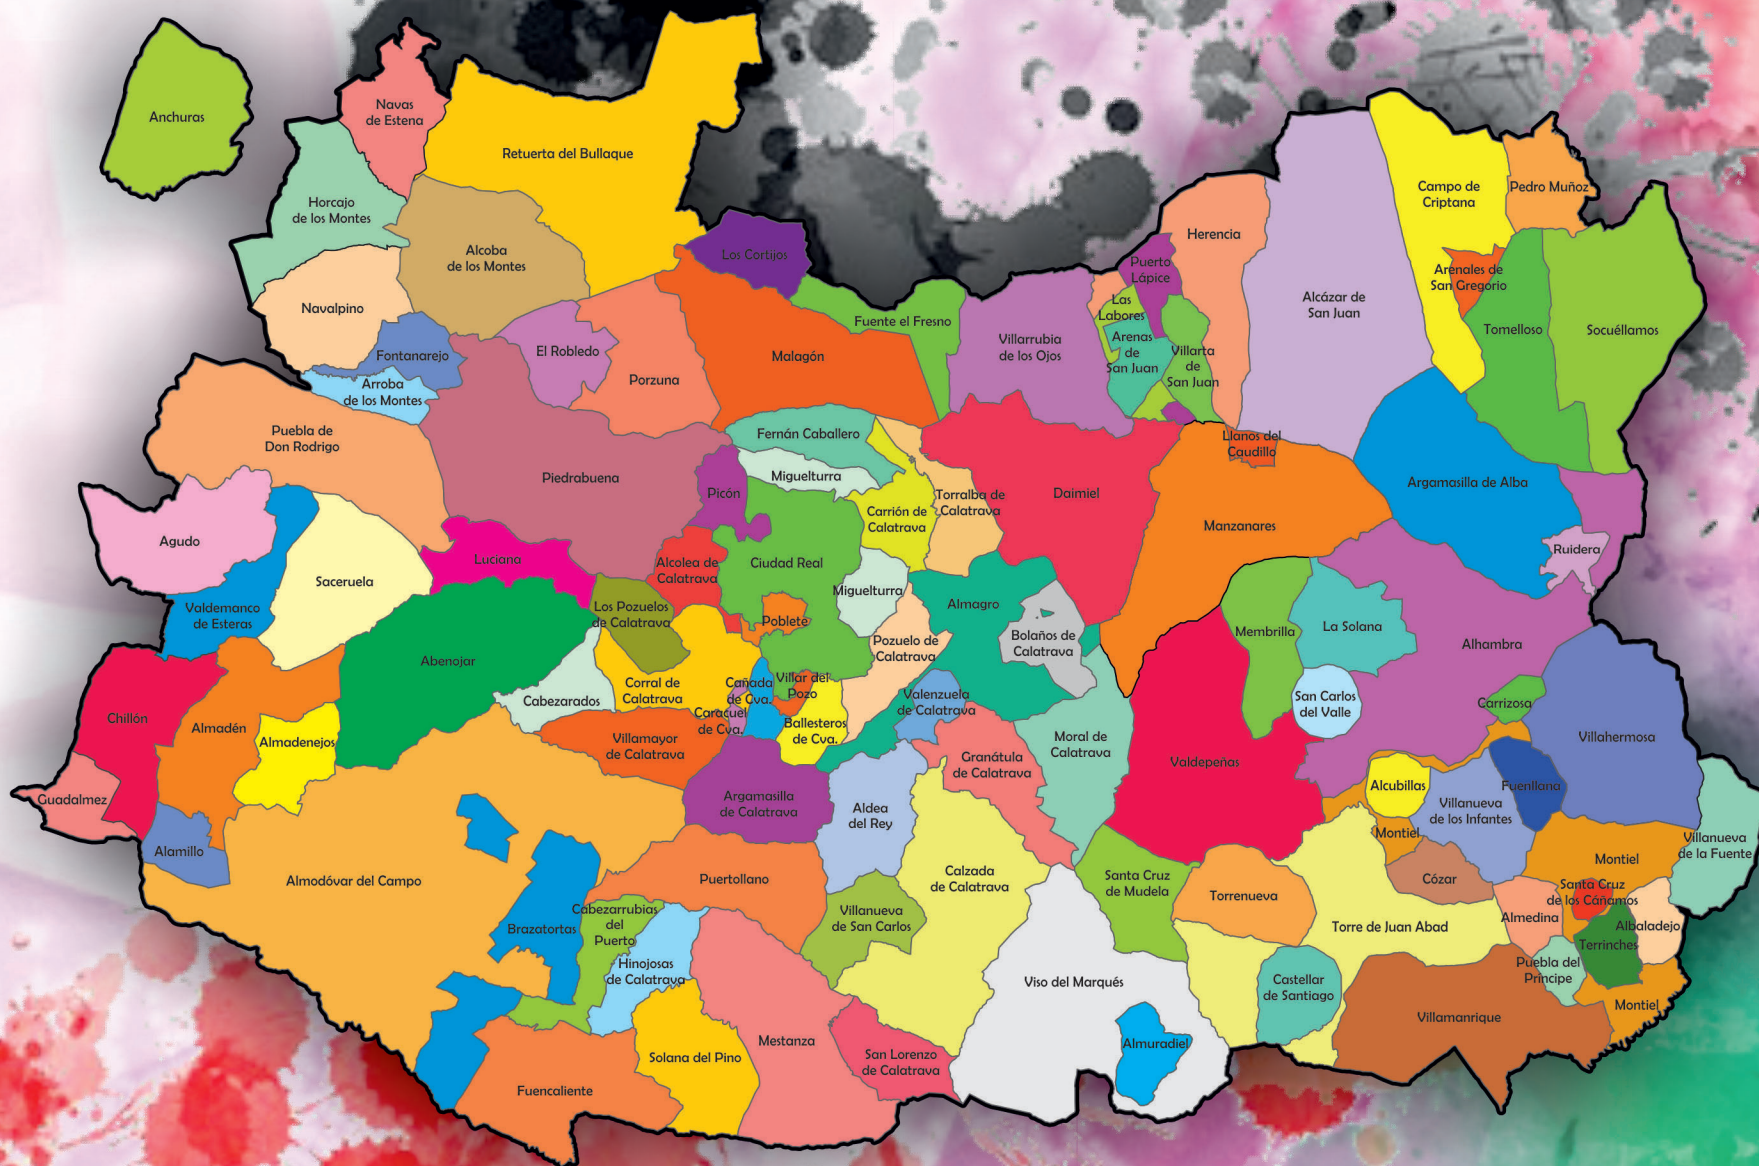 Anchuras
Navas
de Estena
Retuerta del Bullaque
Horcajo
de los Montes
Alcoba
de los Montes
Los Cortijos
Navalpino
Fontanarejo
Arroba
de los Montes
El Robledo
Porzuna
Malagón
Fuente el Fresno
Villarrubia
de los Ojos
Puerto
Lápice
Las
Labores
Arenas
de
San Juan
Villarta
de
San Juan
Herencia
Alcázar de
San Juan
Campo de
Criptana
Pedro Muñoz
Arenales de
San Gregorio
Tomelloso
Socuéllamos
Puebla de
Don Rodrigo
Piedrabuena
Fernán Caballero
Miguelturra
Picón
Carrión de
Calatrava
Torralba de
Calatrava
Daimiel
Llanos del
Caudillo
Manzanares
Argamasilla de Alba
Ruidera
Agudo
Valdemanco
de Esteras
Saceruela
Luciana
Alcolea de
Calatrava
Ciudad Real
Miguelturra
Los Pozuelos
de Calatrava
Poblete
Pozuelo de
Calatrava
Almagro
Bolaños de
Calatrava
Membrilla
La Solana
Alhambra
Abenojar
Cabezarados
Corral de
Calatrava
Cañada
de Cva.
Villar del
Pozo
Caracuel
de Cva.
Ballesteros
de Cva.
Valenzuela
de Calatrava
San Carlos
del Valle
Carrizosa
Villahermosa
Chillón
Almadén
Almadenejos
Villamayor
de Calatrava
Granátula
de Calatrava
Moral de
Calatrava
Valdepeñas
Alcubillas
Fuenllana
Villanueva
de los Infantes
Guadalmez
Alamillo
Argamasilla
de Calatrava
Aldea
del Rey
Montiel
Montiel
Villanueva
de la Fuente
Almodóvar del Campo
Puertollano
Calzada
de Calatrava
Santa Cruz
de Mudela
Torrenueva
Cózar
Santa Cruz
de los Cáñamos
Brazatortas
Cabezarrubias
del
Puerto
Villanueva
de San Carlos
Torre de Juan Abad
Almedina
Albaladejo
Terrinches
Hinojosas
de Calatrava
Viso del Marqués
Castellar
de Santiago
Puebla del
Príncipe
Montiel
Villamanrique
Fuencaliente
Solana del Pino
Mestanza
San Lorenzo
de Calatrava
Almuradiel